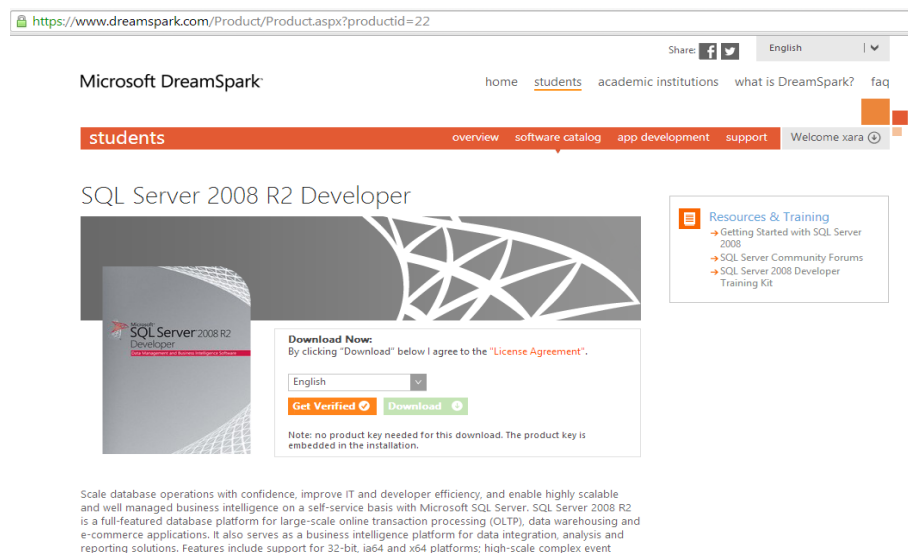 https://www.dreamspark.com/Product/Product.aspx?productid=22
Share: English
Microsoft DreamSpark
home students academic institutions what is DreamSpark? faq
students overview software catalog app development support Welcome xara
SQL Server 2008 R2 Developer
Resources & Training
Getting Started with SQL Server
2008
SQL Server Community Forums
SQL Server 2008 Developer
Training Kit
Microsoft
SQL Server 2008 R2
Developer
Data Management and Business Intelligence Software
Download Now:
By clicking "Download" below I agree to the "License Agreement".
English
Get Verified Download
Note: no product key needed for this download. The product key is
embedded in the installation.
Scale database operations with confidence, improve IT and developer efficiency, and enable highly scalable
and well managed business intelligence on a self-service basis with Microsoft SQL Server. SQL Server 2008 R2
is a full-featured database platform for large-scale online transaction processing (OLTP), data warehousing and
e-commerce applications. It also serves as a business intelligence platform for data integration, analysis and
reporting solutions. Features include support for 32-bit, ia64 and x64 platforms; high-scale complex event